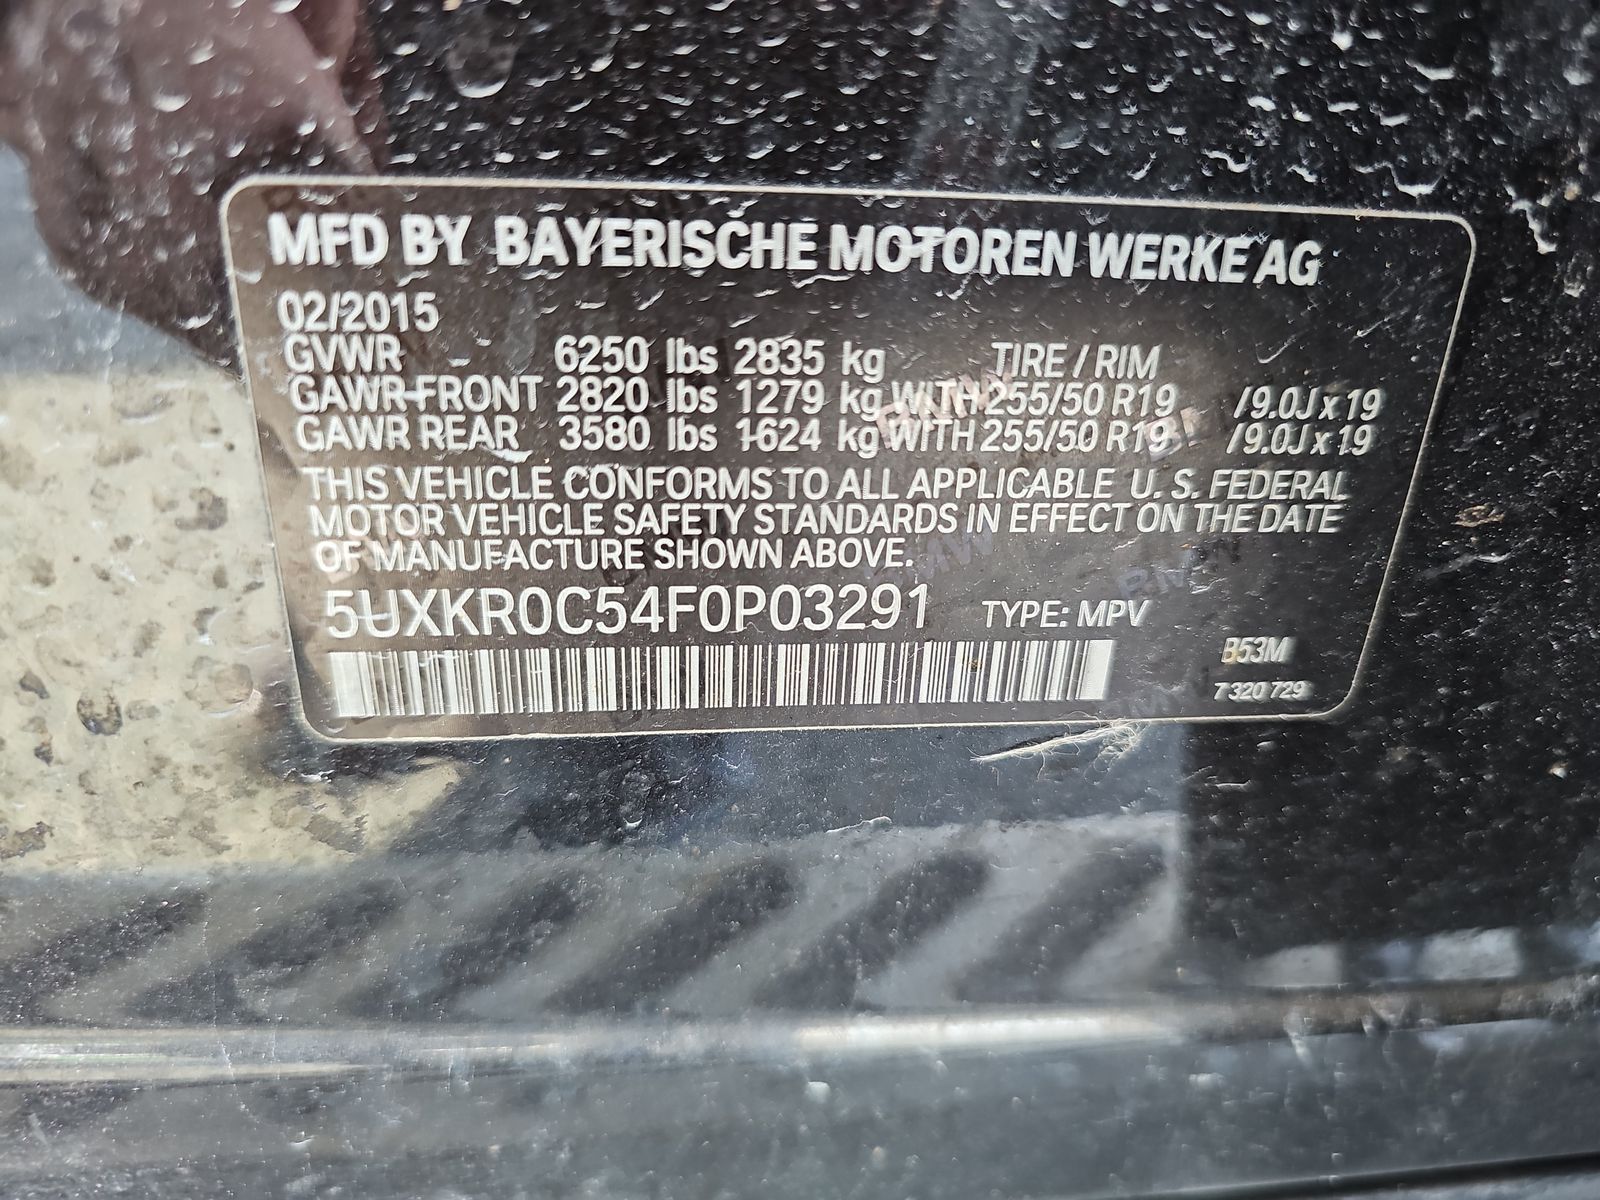 MFD BY BAYERISCHE MOTOREN WERKE AG
02/2015
GVWR 6250 lbs 2835 kg TIRE / RIM
GAWR FRONT 2820 lbs 1279 kg WITH 255/50 R19 /9.0J x 19
GAWR REAR 3580 lbs 1624 kg WITH 255/50 R19 /9.0J x 19
THIS VEHICLE CONFORMS TO ALL APPLICABLE U. S. FEDERAL
MOTOR VEHICLE SAFETY STANDARDS IN EFFECT ON THE DATE
OF MANUFACTURE SHOWN ABOVE.
5UXKR0C54F0P03291 TYPE: MPV
B53M
7 320 729